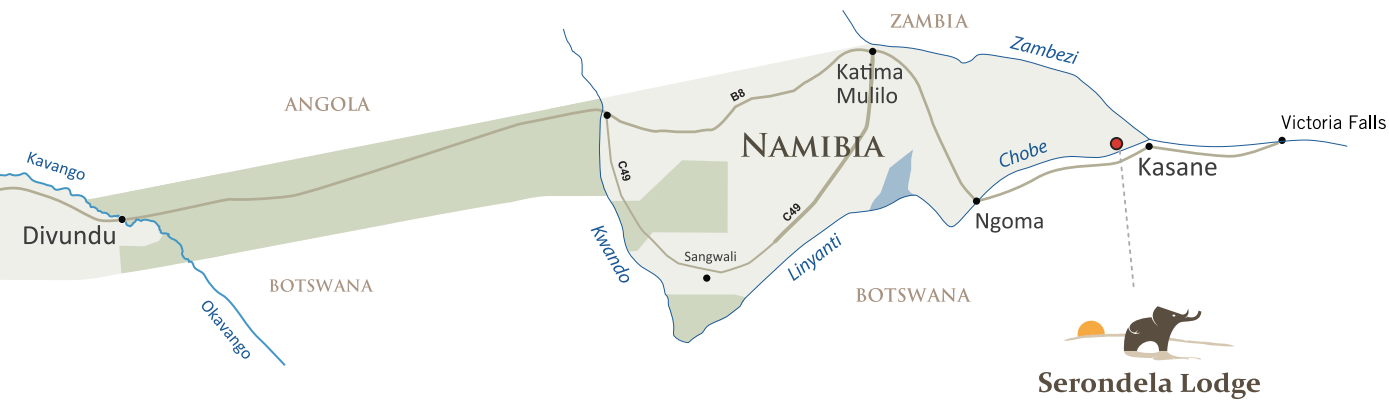 ZAMBIA
Zambezi
ANGOLA
Katima
Mulilo
B8
Victoria Falls
NAMIBIA
Chobe
Kasane
Kavango
C49
C49
Ngoma
Divundu
Kwando
Sangwali
Linyanti
BOTSWANA
BOTSWANA
Okavango
Serondela Lodge